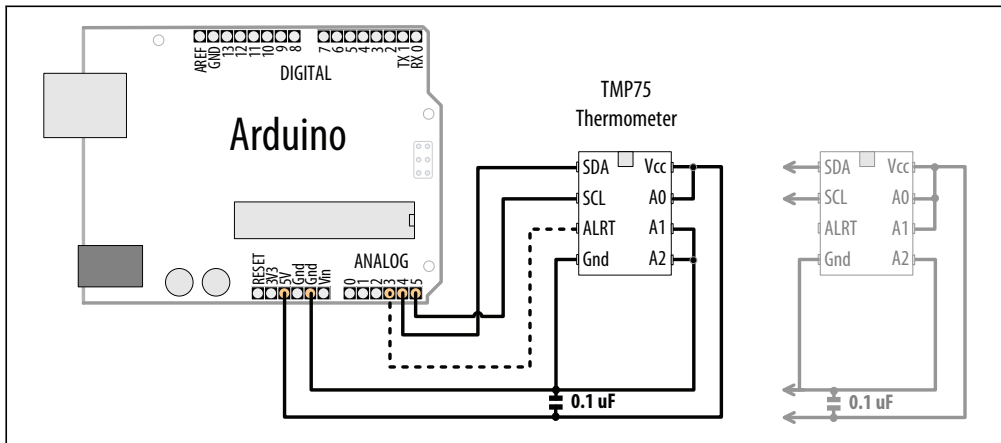 AREF
GND
13
12
11
10
9
8
7
6
5
4
3
2
TX 1
RX 0
DIGITAL
Arduino
TMP75
Thermometer
SDA
Vcc
SCL
A0
ALRT
A1
Gnd
A2
SDA
Vcc
SCL
A0
ALRT
A1
Gnd
A2
ANALOG
RESET
3V3
5V
Gnd
Gnd
Vin
0
1
2
3
4
5
0.1 uF
0.1 uF